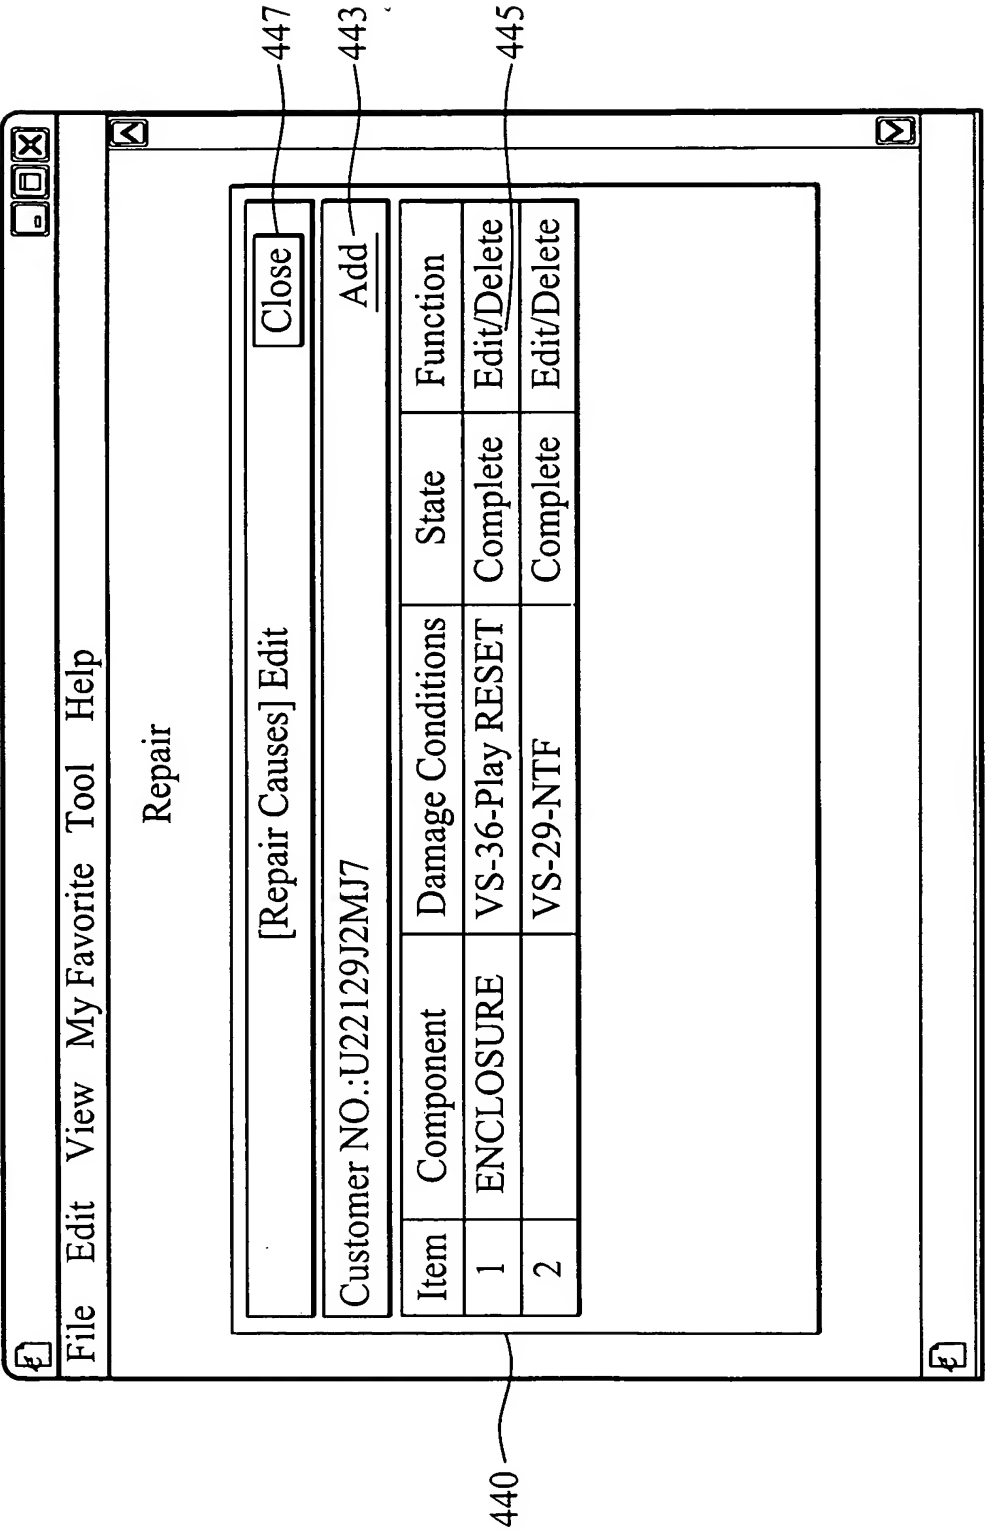 File Edit View My Favorite Tool Help
Repair
[Repair Causes] Edit Close
447
Customer NO.:U22129J2MJ7 Add
443
Item Component Damage Conditions State Function
1 ENCLOSURE VS-36-Play RESET Complete Edit/Delete
445
2 VS-29-NTF Complete Edit/Delete
440